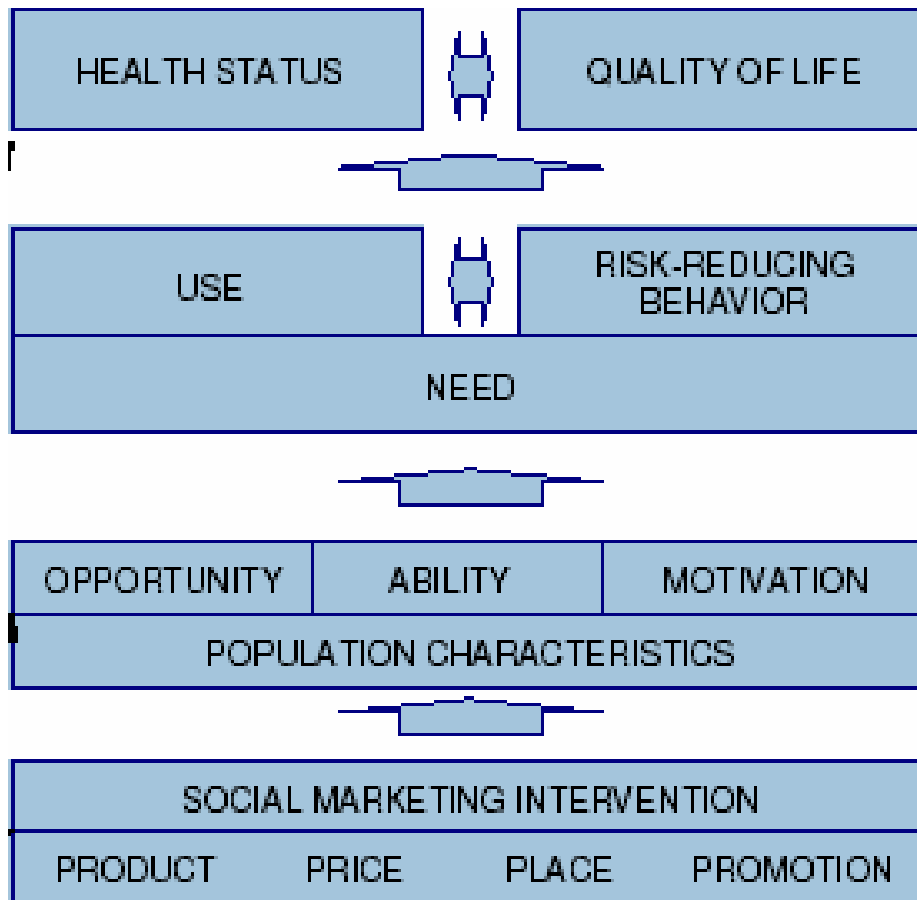 HEALTH STATUS
QUALITY OF LIFE
USE
RISK-REDUCING
BEHAVIOR
NEED
OPPORTUNITY
ABILITY
MOTIVATION
POPULATION CHARACTERISTICS
SOCIAL MARKETING INTERVENTION
PRODUCT PRICE PLACE PROMOTION